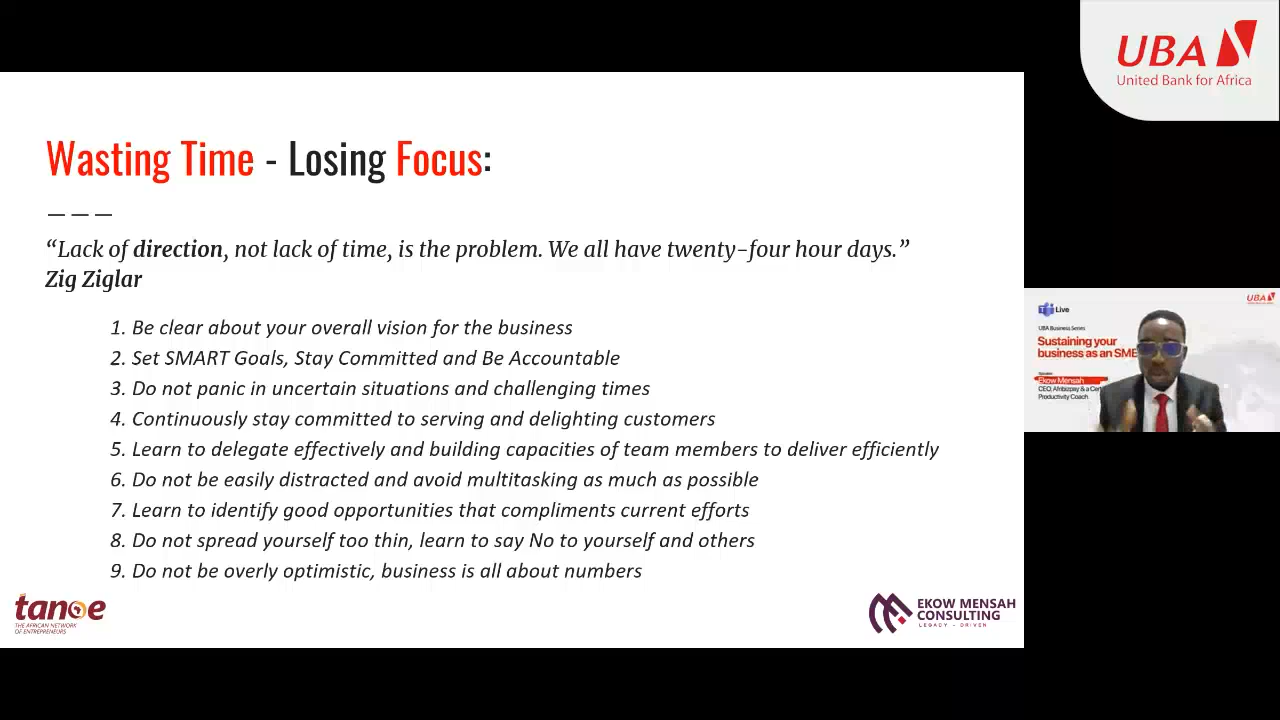 UBA
United Bank for Africa
Wasting Time - Losing Focus:
“Lack of direction, not lack of time, is the problem. We all have twenty-four hour days.”
Zig Ziglar
1. Be clear about your overall vision for the business
2. Set SMART Goals, Stay Committed and Be Accountable
3. Do not panic in uncertain situations and challenging times
4. Continuously stay committed to serving and delighting customers
5. Learn to delegate effectively and building capacities of team members to deliver efficiently
6. Do not be easily distracted and avoid multitasking as much as possible
7. Learn to identify good opportunities that compliments current efforts
8. Do not spread yourself too thin, learn to say No to yourself and others
9. Do not be overly optimistic, business is all about numbers
tanoe
THE AFRICAN NETWORK
OF ENTREPRENEURS
EKOW MENSAH
CONSULTING
LEGACY - DRIVEN
UBA
Live
UBA Business Series
Sustaining your
business as an SME
Speaker
Ekow Mensah
CEO, Afribizpay & a Cert
Productivity Coach